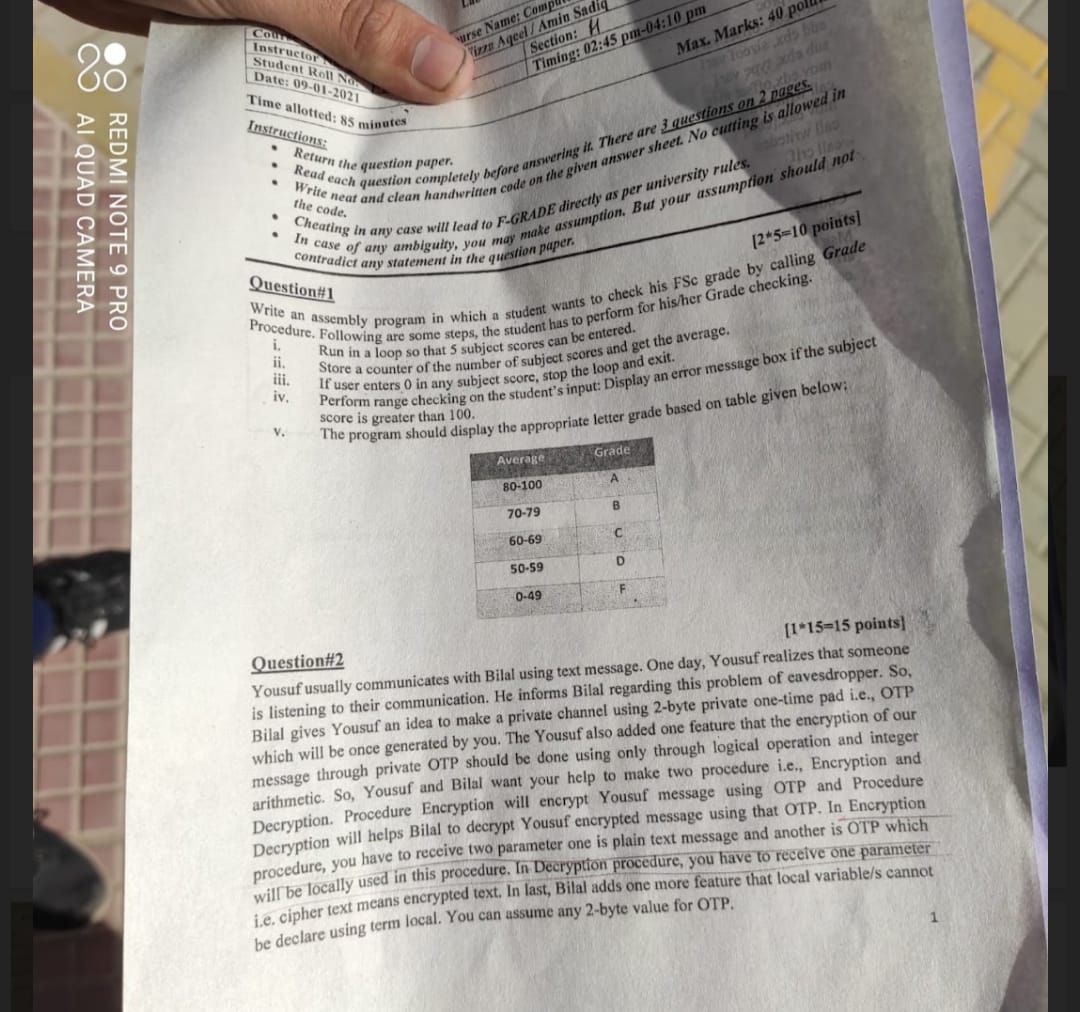 urse Name: Compu
Aqeel / Amin Sadiq
Section: H
Timing: 02:45 pm-04:10 pm
Max. Marks: 40
Instructor
Student Roll No.
Date: 09-01-2021
Time allotted: 85 minutes
Instructions:
• Return the question paper.
• Read each question completely before answering it. There are 3 questions on 2 pages.
• Write neat and clean handwritten code on the given answer sheet. No cutting is allowed in
the code.
• Cheating in any case will lead to F-GRADE directly as per university rules.
• In case of any ambiguity, you may make assumption. But your assumption should not
contradict any statement in the question paper.
[2*5=10 points]
Question#1
Write an assembly program in which a student wants to check his FSc grade by calling Grade
Procedure. Following are some steps, the student has to perform for his/her Grade checking.
i. Run in a loop so that 5 subject scores can be entered.
ii. Store a counter of the number of subject scores and get the average.
iii. If user enters 0 in any subject score, stop the loop and exit.
iv. Perform range checking on the student's input: Display an error message box if the subject
score is greater than 100.
v. The program should display the appropriate letter grade based on table given below;
Average Grade
80-100 A
70-79 B
60-69 C
50-59 D
0-49 F
[1*15=15 points]
Question#2
Yousuf usually communicates with Bilal using text message. One day, Yousuf realizes that someone
is listening to their communication. He informs Bilal regarding this problem of eavesdropper. So,
Bilal gives Yousuf an idea to make a private channel using 2-byte private one-time pad i.e., OTP
which will be once generated by you. The Yousuf also added one feature that the encryption of our
message through private OTP should be done using only through logical operation and integer
arithmetic. So, Yousuf and Bilal want your help to make two procedure i.e., Encryption and
Decryption. Procedure Encryption will encrypt Yousuf message using OTP and Procedure
Decryption will helps Bilal to decrypt Yousuf encrypted message using that OTP. In Encryption
procedure, you have to receive two parameter one is plain text message and another is OTP which
will be locally used in this procedure. In Decryption procedure, you have to receive one parameter
i.e. cipher text means encrypted text. In last, Bilal adds one more feature that local variable/s cannot
be declare using term local. You can assume any 2-byte value for OTP.
1
REDMI NOTE 9 PRO
AI QUAD CAMERA